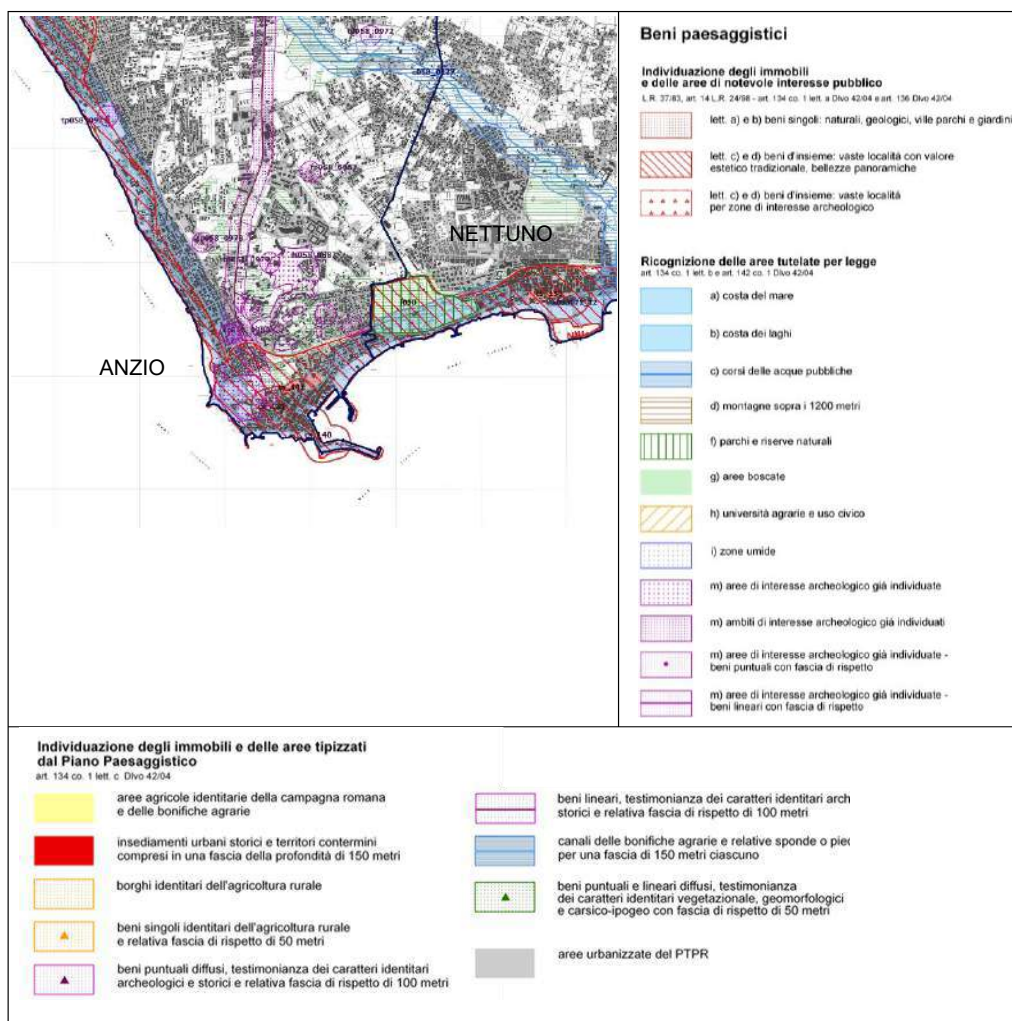 NETTUNO
ANZIO
Beni paesaggistici
Individuazione degli immobili
e delle aree di notevole interesse pubblico
L.R. 37/83, art. 14 L.R. 24/98 - art. 134 co. 1 lett. a Dlvo 42/04 e art. 136 Dlvo 42/04
lett. a) e b) beni singoli: naturali, geologici, ville parchi e giardini
lett. c) e d) beni d'insieme: vaste località con valore
estetico tradizionale, bellezze panoramiche
lett. c) e d) beni d'insieme: vaste località
per zone di interesse archeologico
Ricognizione delle aree tutelate per legge
art. 134 co. 1 lett. b e art. 142 co. 1 Dlvo 42/04
a) costa del mare
b) costa dei laghi
c) corsi delle acque pubbliche
d) montagne sopra i 1200 metri
f) parchi e riserve naturali
g) aree boscate
h) università agrarie e uso civico
i) zone umide
m) aree di interesse archeologico già individuate
m) ambiti di interesse archeologico già individuati
m) aree di interesse archeologico già individuate -
beni puntuali con fascia di rispetto
m) aree di interesse archeologico già individuate -
beni lineari con fascia di rispetto
Individuazione degli immobili e delle aree tipizzati
dal Piano Paesaggistico
art. 134 co. 1 lett. c. Dlvo 42/04
aree agricole identitarie della campagna romana
e delle bonifiche agrarie
insediamenti urbani storici e territori contermini
compresi in una fascia della profondità di 150 metri
borghi identitari dell'agricoltura rurale
beni singoli identitari dell'agricoltura rurale
e relativa fascia di rispetto di 50 metri
beni puntuali diffusi, testimonianza dei caratteri identitari
archeologici e storici e relativa fascia di rispetto di 100 metri
beni lineari, testimonianza dei caratteri identitari arch
storici e relativa fascia di rispetto di 100 metri
canali delle bonifiche agrarie e relative sponde o pie
per una fascia di 150 metri ciascuno
beni puntuali e lineari diffusi, testimonianza
dei caratteri identitari vegetazionale, geomorfologici
e carsico-ipogeo con fascia di rispetto di 50 metri
aree urbanizzate del PTPR